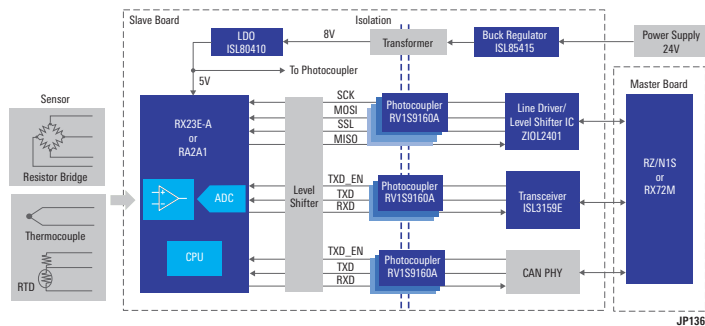 Slave Board
Isolation
LDO
ISL80410
8V
Transformer
Buck Regulator
ISL85415
Power Supply
24V
5V
To Photocoupler
Master Board
Sensor
Resistor Bridge
Thermocouple
RTD
RX23E-A
or
RA2A1
ADC
CPU
Level
Shifter
SCK
MOSI
SSL
MISO
Photocoupler
RV1S9160A
Line Driver/
Level Shifter IC
ZIOL2401
TXD_EN
TXD
RXD
Photocoupler
RV1S9160A
Transceiver
ISL3159E
TXD_EN
TXD
RXD
Photocoupler
RV1S9160A
CAN PHY
RZ/N1S
or
RX72M
JP136